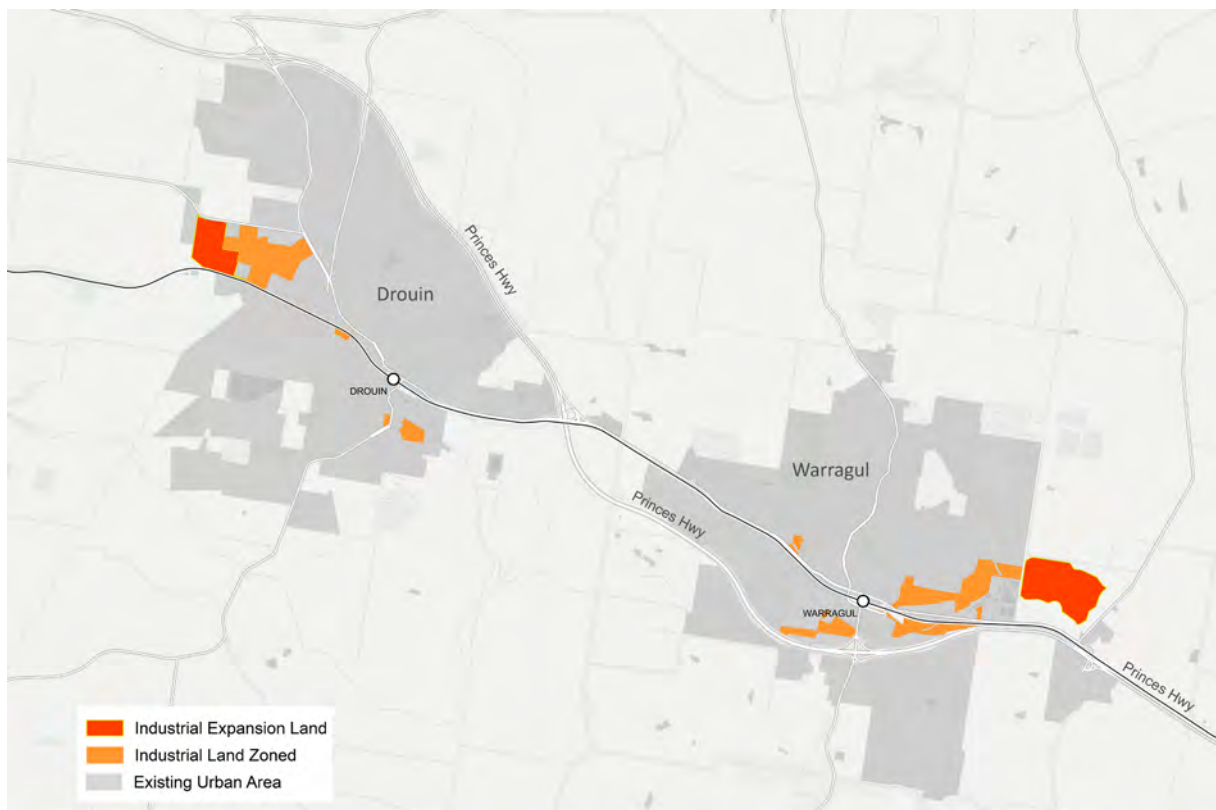 Princes Hwy
Drouin
DROUIN
Warragul
Princes Hwy
WARRAGUL
Princes Hwy
Industrial Expansion Land
Industrial Land Zoned
Existing Urban Area